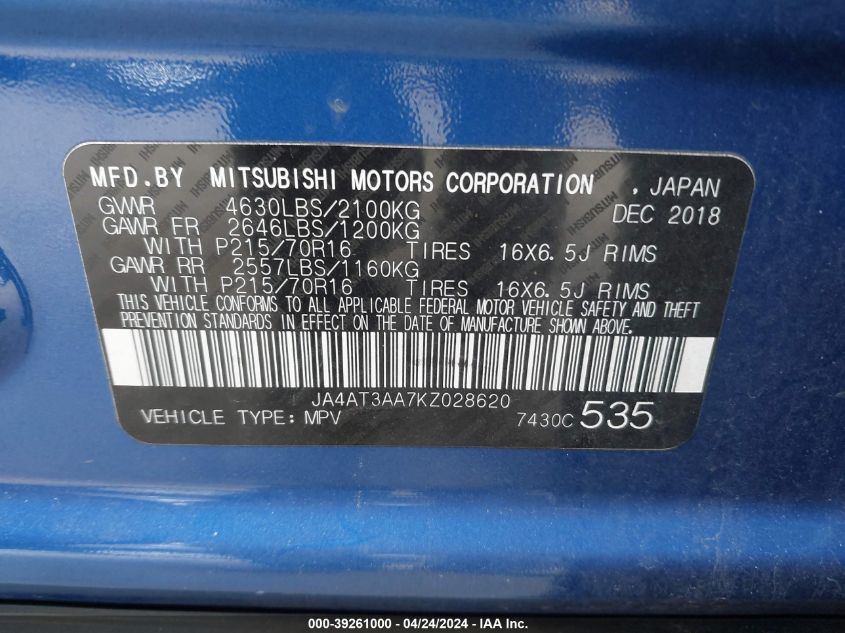 MFD.BY MITSUBISHI MOTORS CORPORATION , JAPAN
GVWR 4630LBS/2100KG DEC 2018
GAWR FR 2646LBS/1200KG
WITH P215/70R16 TIRES 16X6.5J RIMS
GAWR RR 2557LBS/1160KG
WITH P215/70R16 TIRES 16X6.5J RIMS
THIS VEHICLE CONFORMS TO ALL APPLICABLE FEDERAL MOTOR VEHICLE SAFETY AND THEFT
PREVENTION STANDARDS IN EFFECT ON THE DATE OF MANUFACTURE SHOWN ABOVE.
JA4AT3AA7KZ028620
VEHICLE TYPE: MPV 7430C 535
000-39261000 - 04/24/2024 - IAAI.com